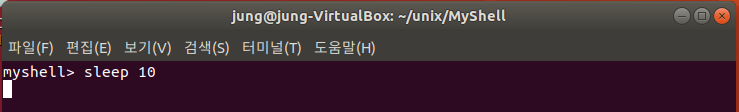 jung@jung-VirtualBox: ~/unix/MyShell
파일(F) 편집(E) 보기(V) 검색(S) 터미널(T) 도움말(H)
myshell> sleep 10